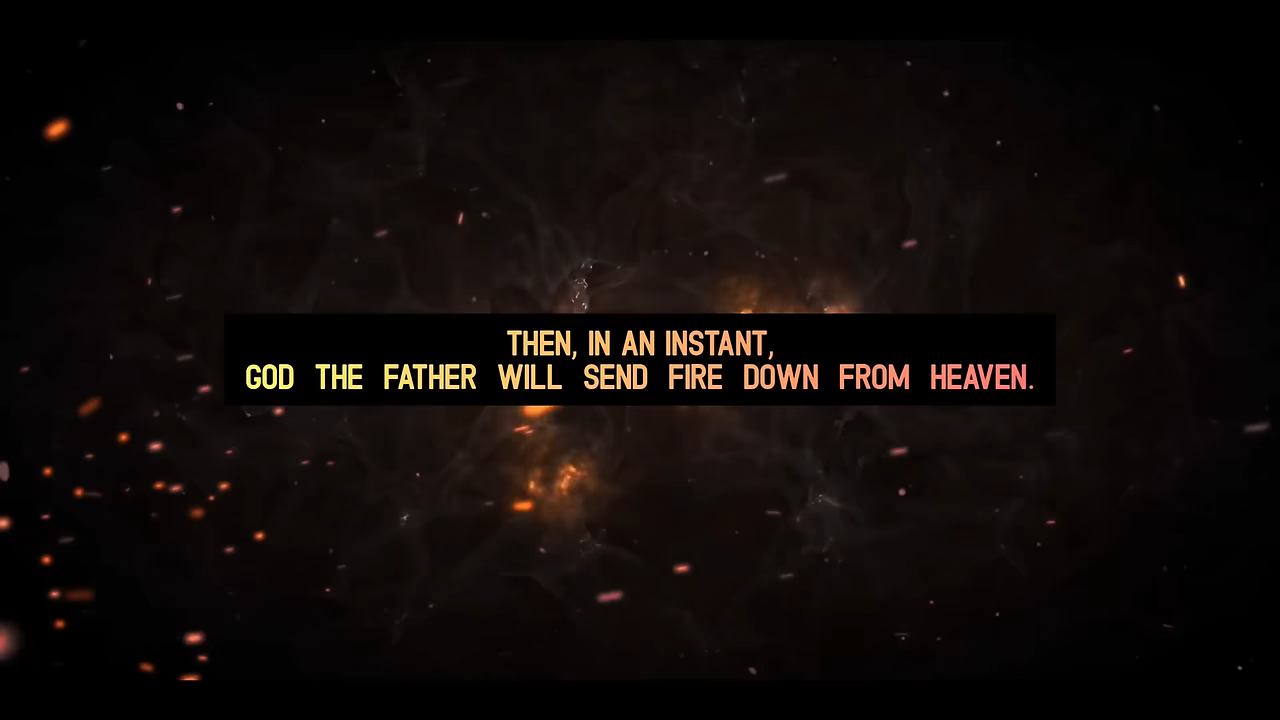 THEN, IN AN INSTANT,
GOD THE FATHER WILL SEND FIRE DOWN FROM HEAVEN.